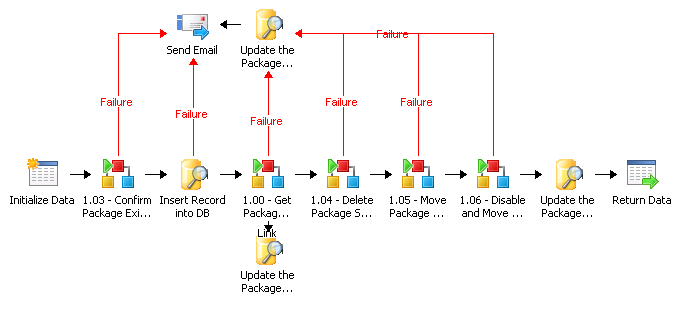 Send Email
Update the
Package...
Failure
Failure
Failure
Failure
Failure
Failure
Initialize Data
1.03 - Confirm
Package Exi...
Insert Record
into DB
1.00 - Get
Packag...
1.04 - Delete
Package S...
1.05 - Move
Package ...
1.06 - Disable
and Move ...
Update the
Package...
Return Data
Link
Update the
Package...